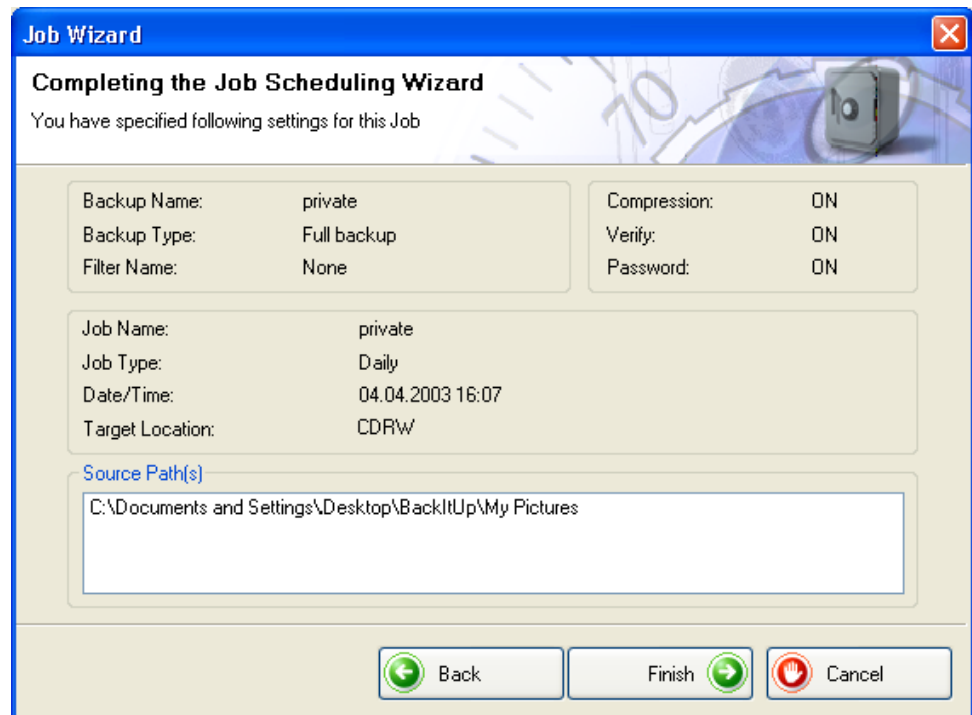 Job Wizard
Completing the Job Scheduling Wizard
You have specified following settings for this Job
70
Backup Name: private
Backup Type: Full backup
Filter Name: None
Compression: ON
Verify: ON
Password: ON
Job Name: private
Job Type: Daily
Date/Time: 04.04.2003 16:07
Target Location: CDRW
Source Path(s)
C:\Documents and Settings\Desktop\BackItUp\My Pictures
Back
Finish
Cancel